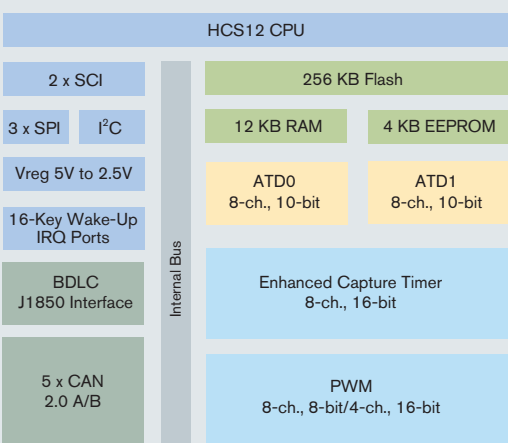 HCS12 CPU
2 x SCI
3 x SPI
I²C
Vreg 5V to 2.5V
16-Key Wake-Up
IRQ Ports
BDLC
J1850 Interface
5 x CAN
2.0 A/B
Internal Bus
256 KB Flash
12 KB RAM
4 KB EEPROM
ATD0
8-ch., 10-bit
ATD1
8-ch., 10-bit
Enhanced Capture Timer
8-ch., 16-bit
PWM
8-ch., 8-bit/4-ch., 16-bit